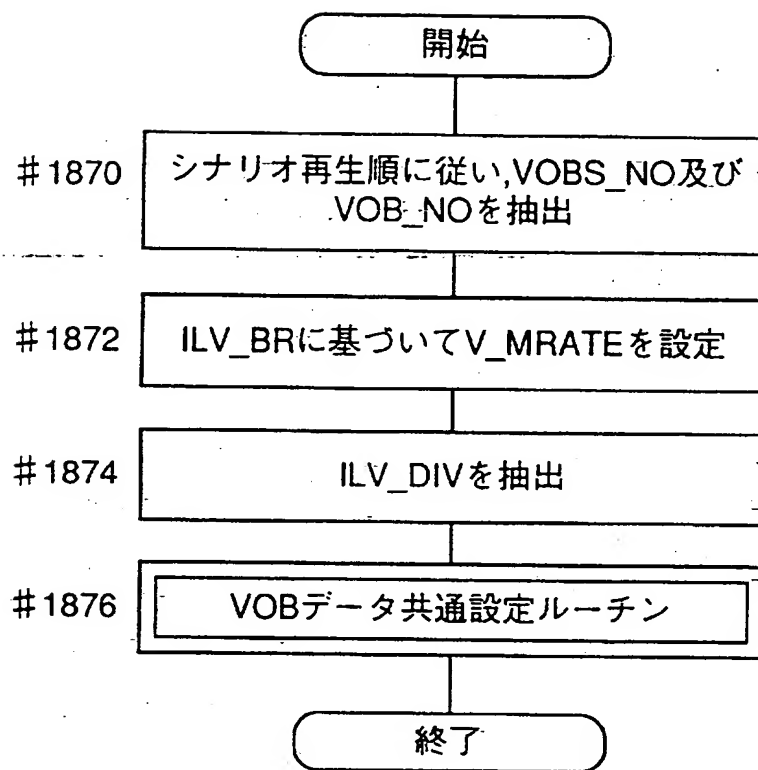 開始
#1870 シナリオ再生順に従い,VOBS_NO及び
VOB_NOを抽出
#1872 ILV_BRに基づいてV_MRATEを設定
#1874 ILV_DIVを抽出
#1876 VOBデータ共通設定ルーチン
終了